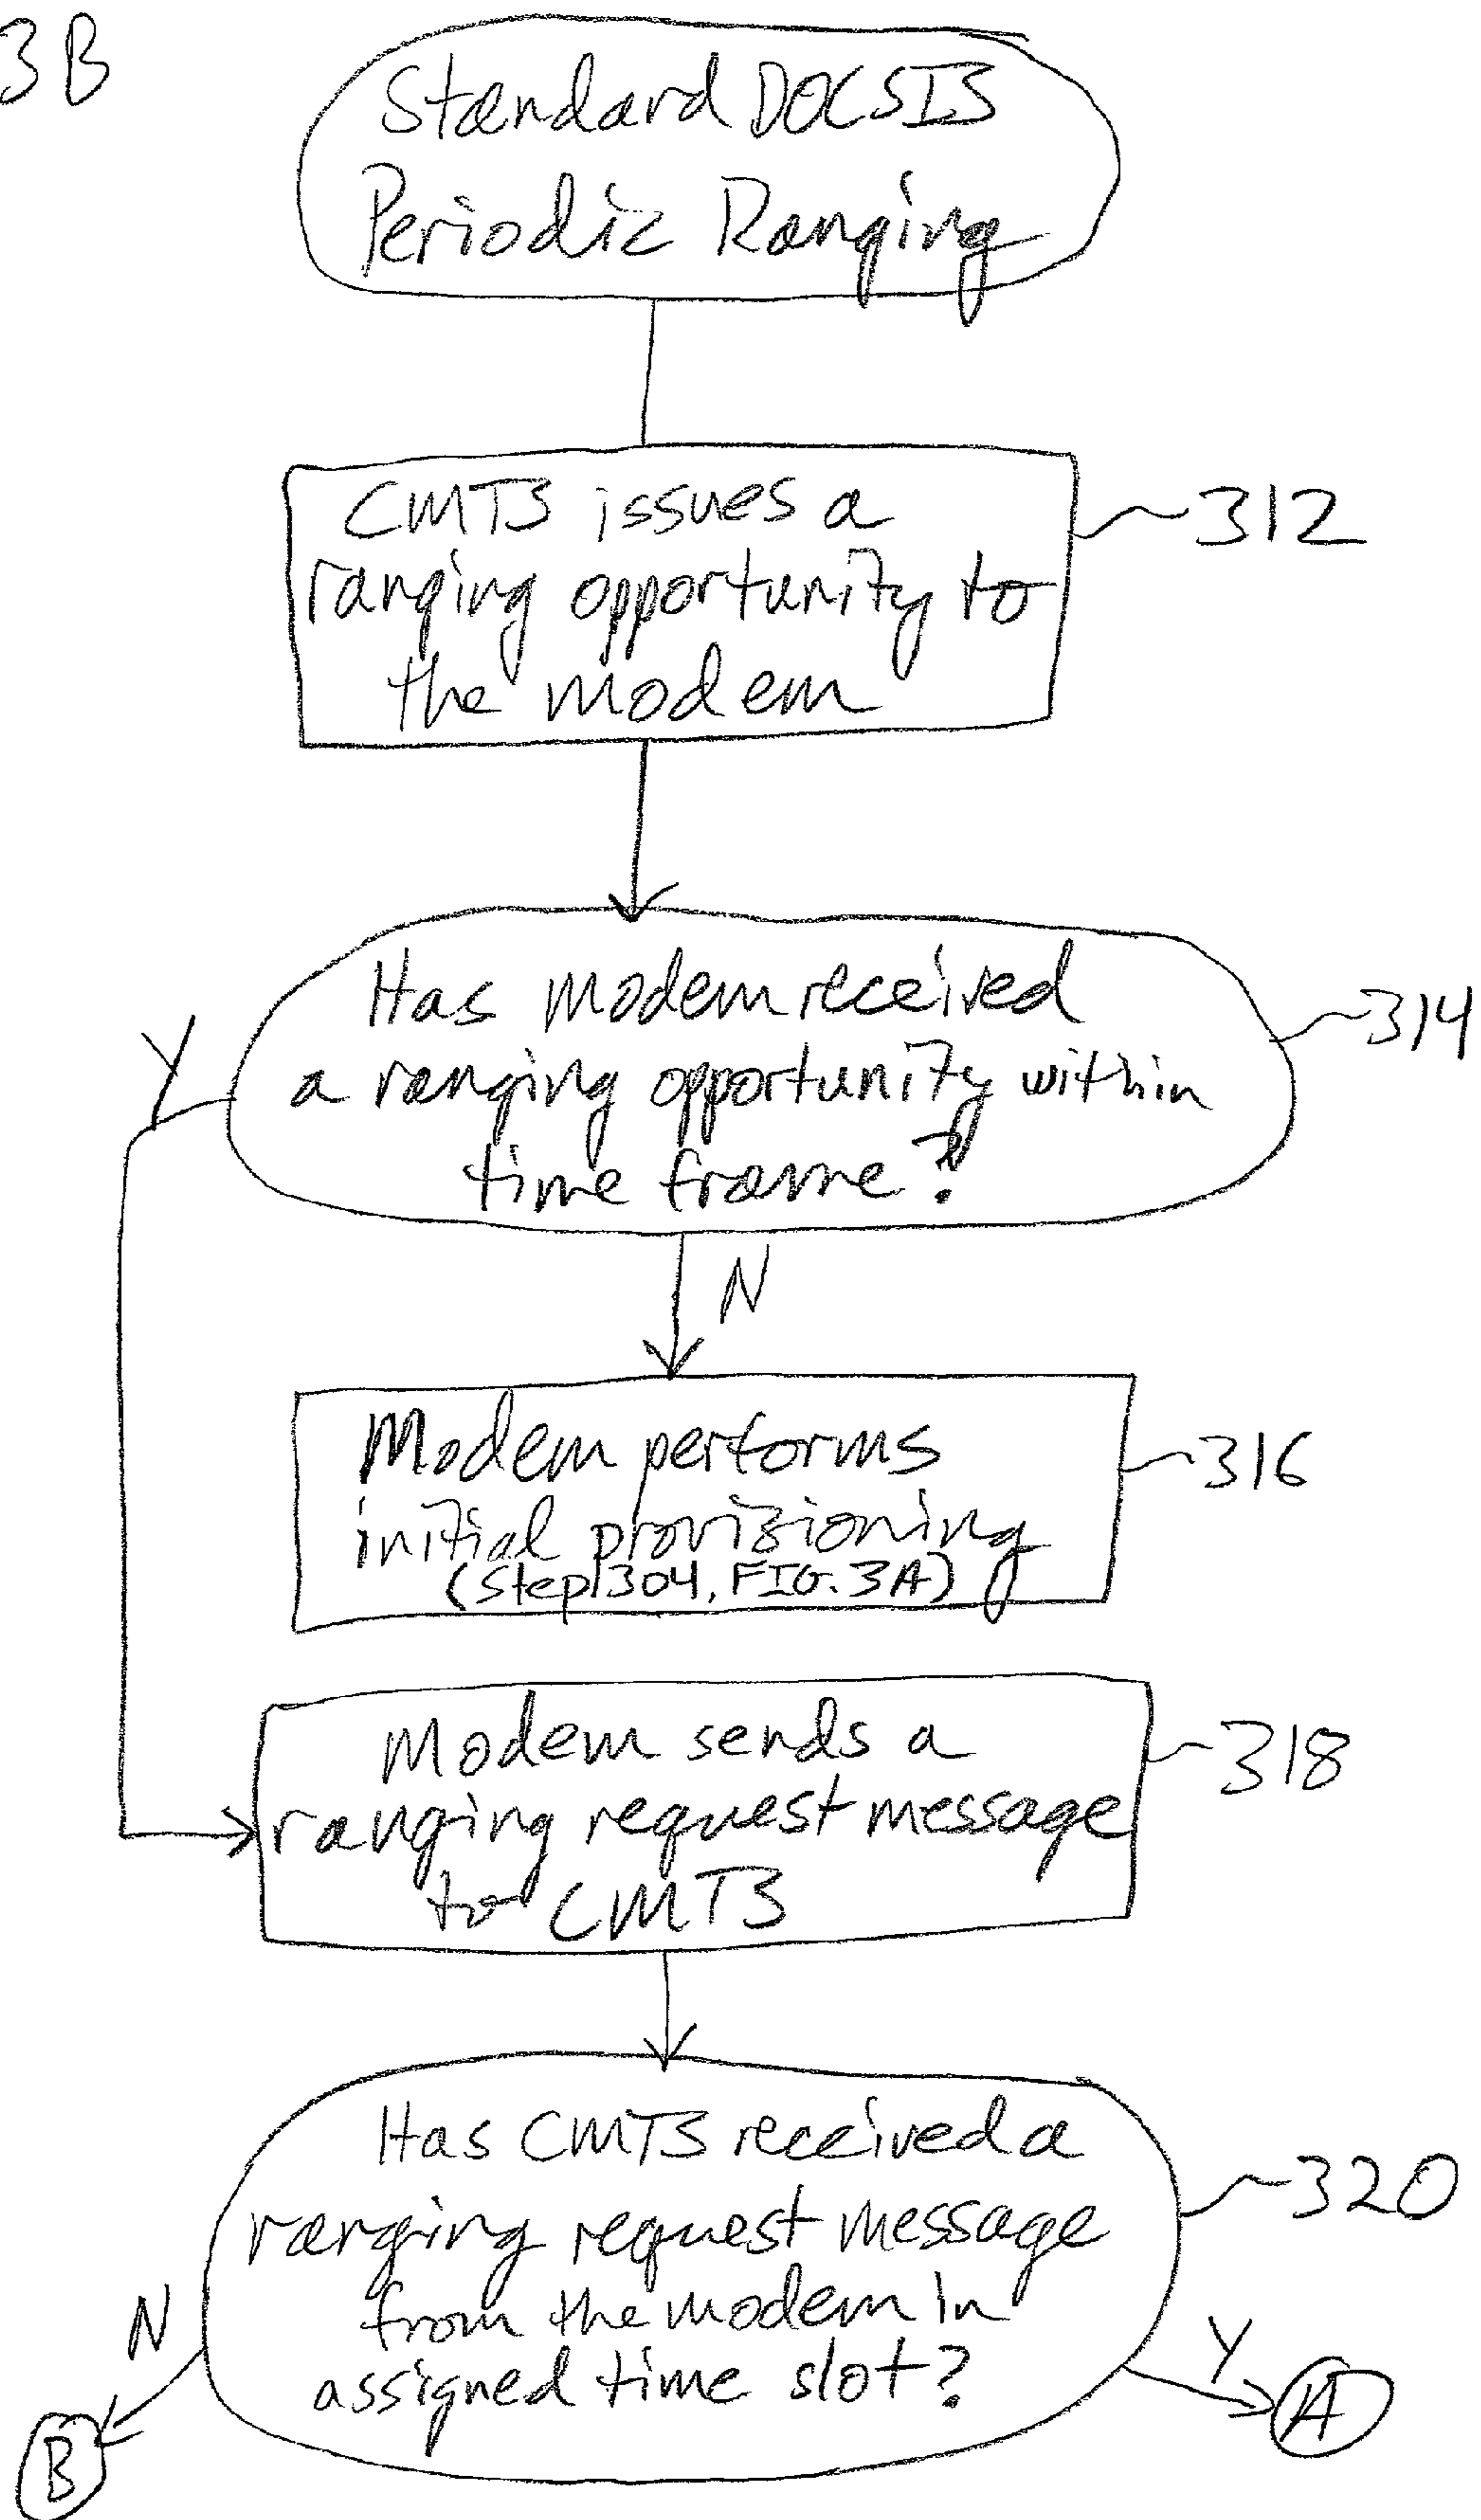 3B
Standard DOCSIS
Periodic Ranging
CMTS issues a
ranging opportunity to
the modem
312
Has modem received
a ranging opportunity within
time frame?
314
Y
N
Modem performs
initial provisioning
(Step 304, FIG. 3A)
316
Modem sends a
ranging request message
to CMTS
318
Has CMTS received a
ranging request message
from the modem in
assigned time slot?
320
N
Y
B
A